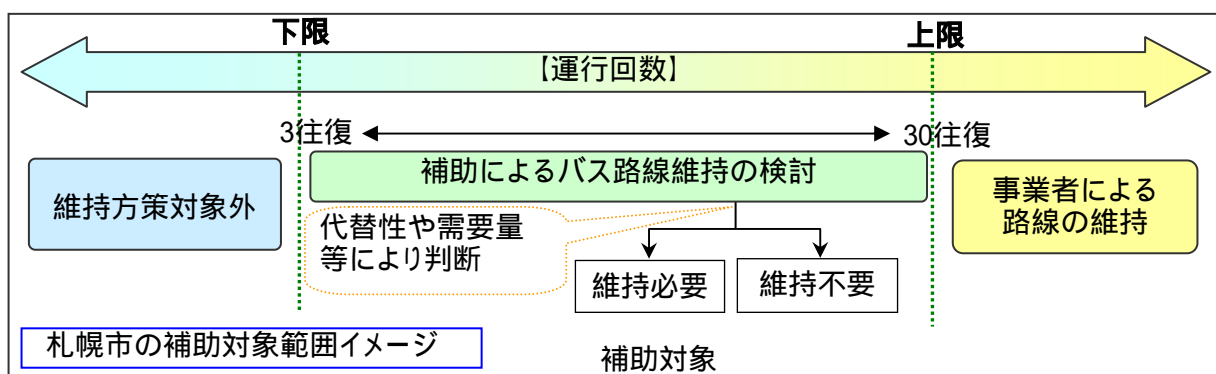 下限
上限
【運行回数】
3往復
30往復
維持方策対象外
補助によるバス路線維持の検討
事業者による
路線の維持
代替性や需要量
等により判断
維持必要
維持不要
札幌市の補助対象範囲イメージ
補助対象